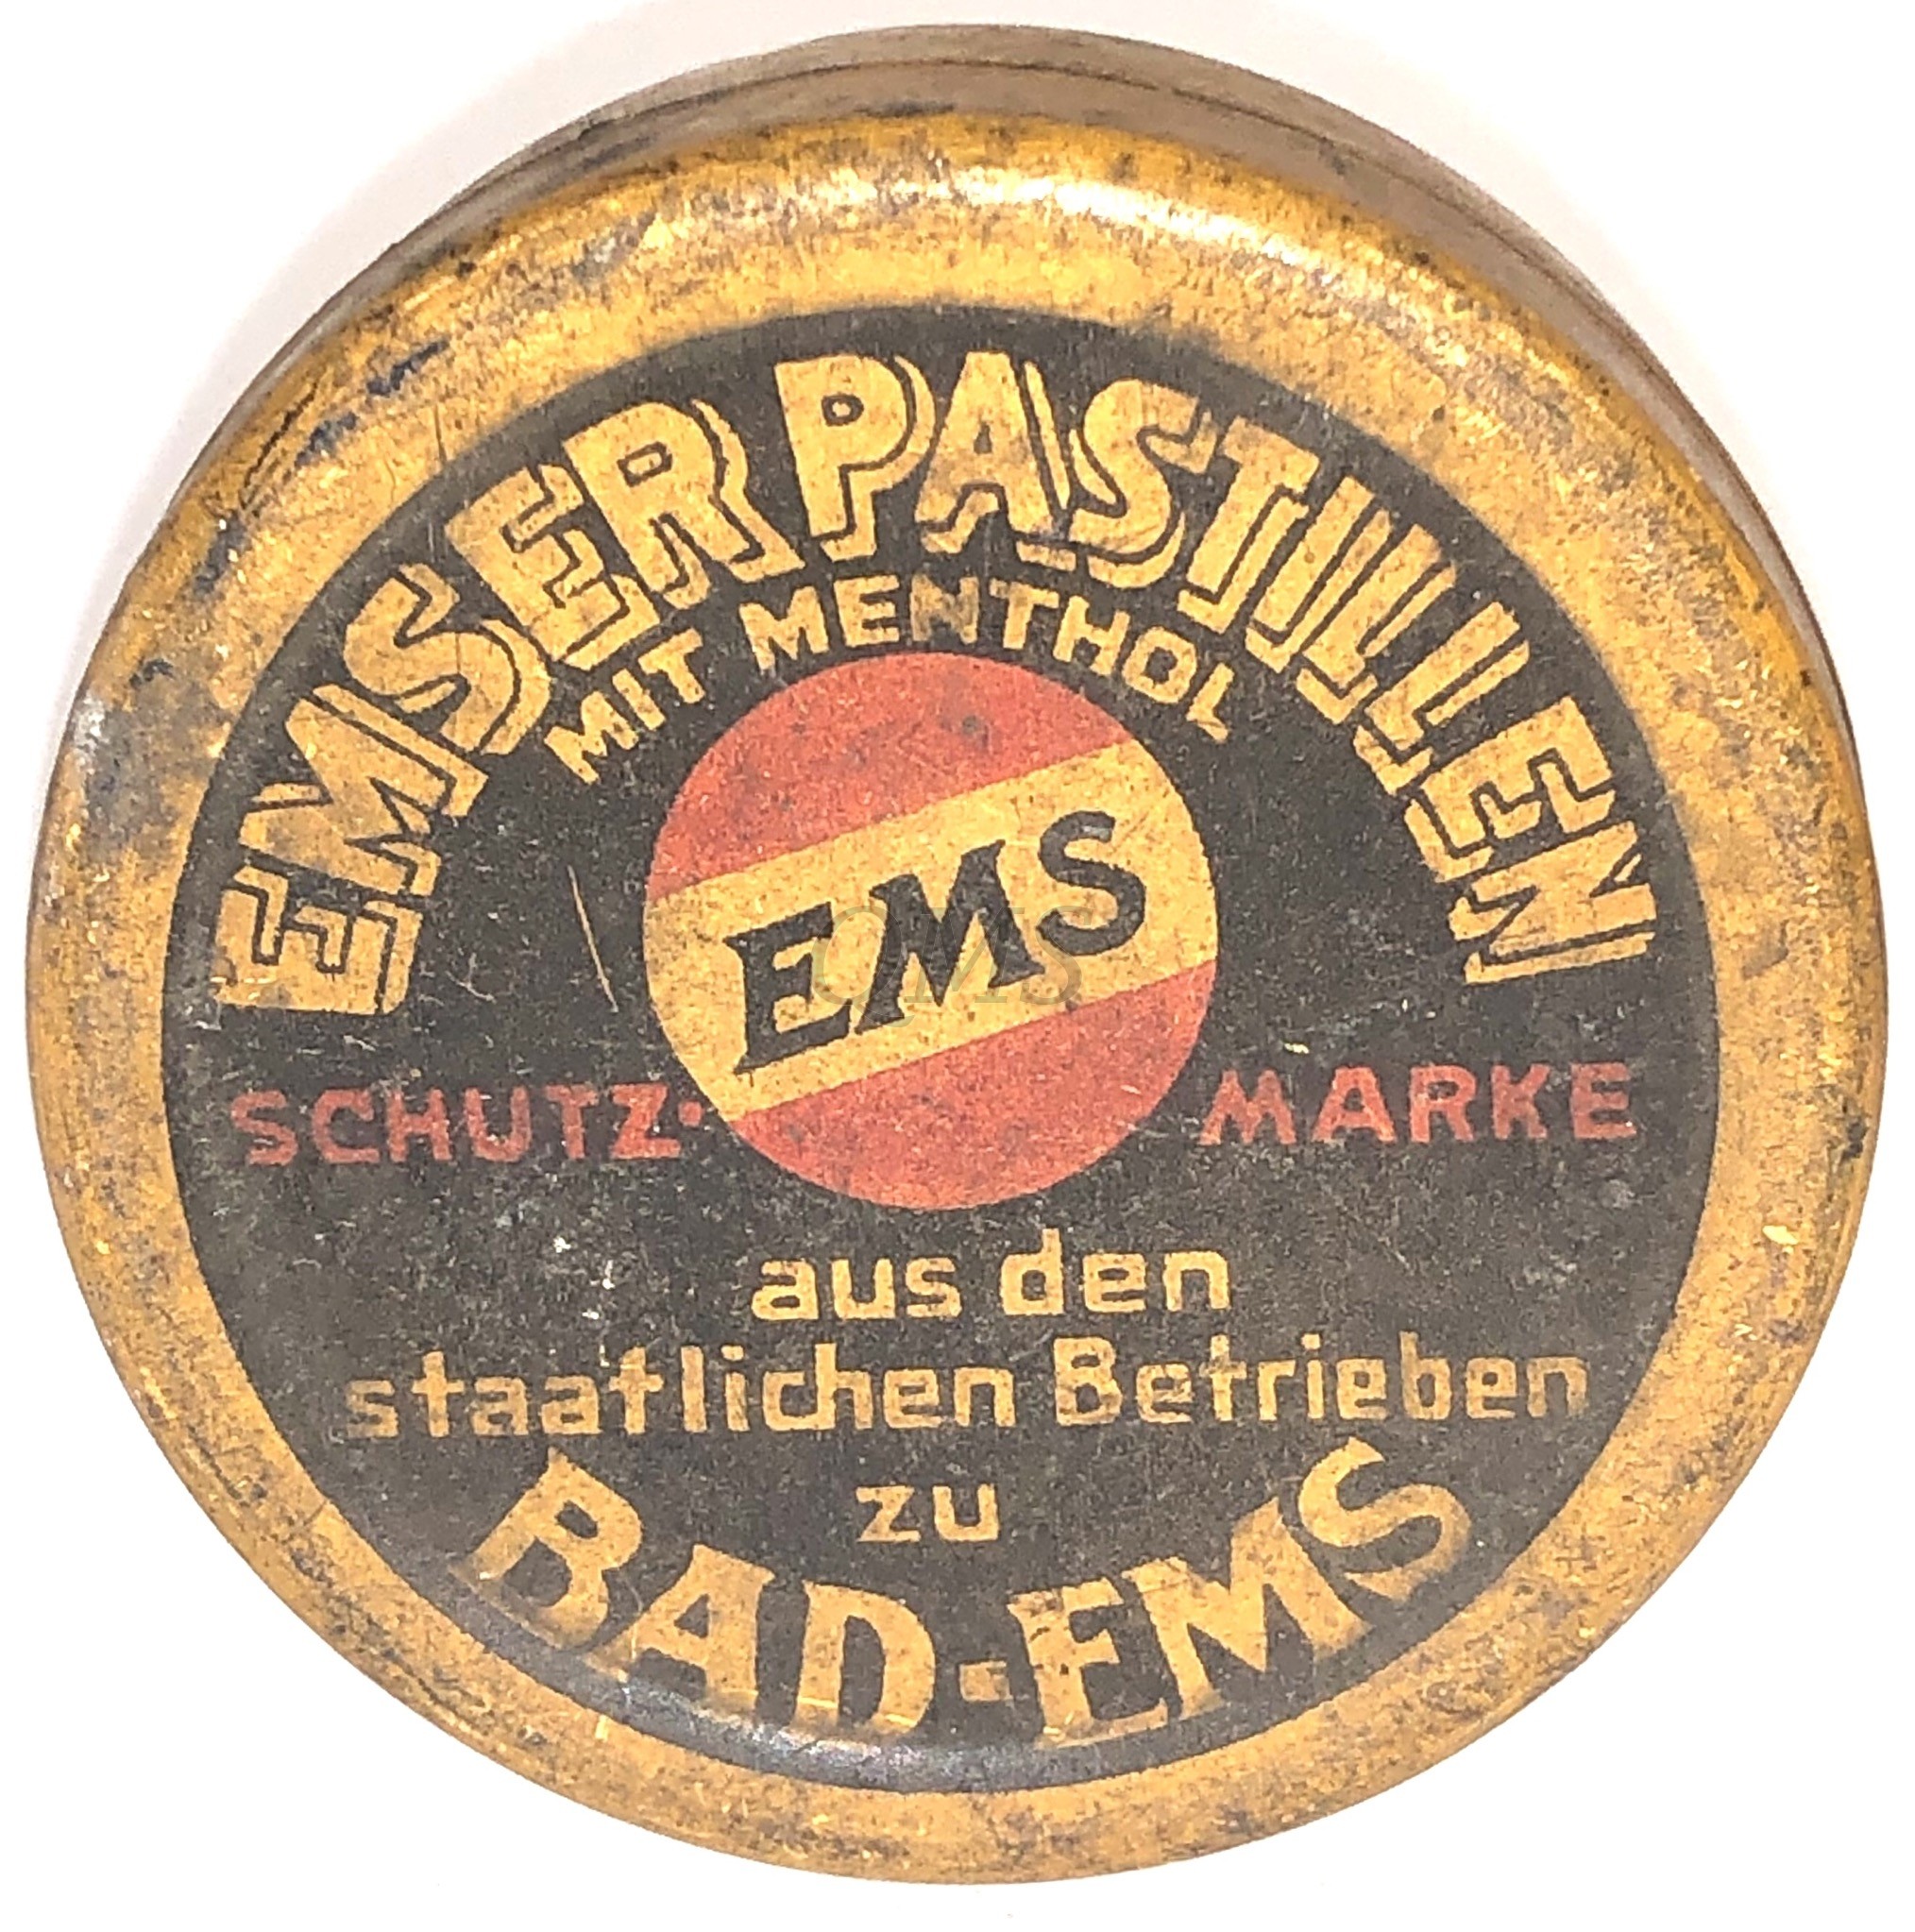 EMSER PASTILLEN
MIT MENTHOL
EMS
SCHUTZ-MARKE
aus den
staatlichen Betrieben
zu
BAD-EMS